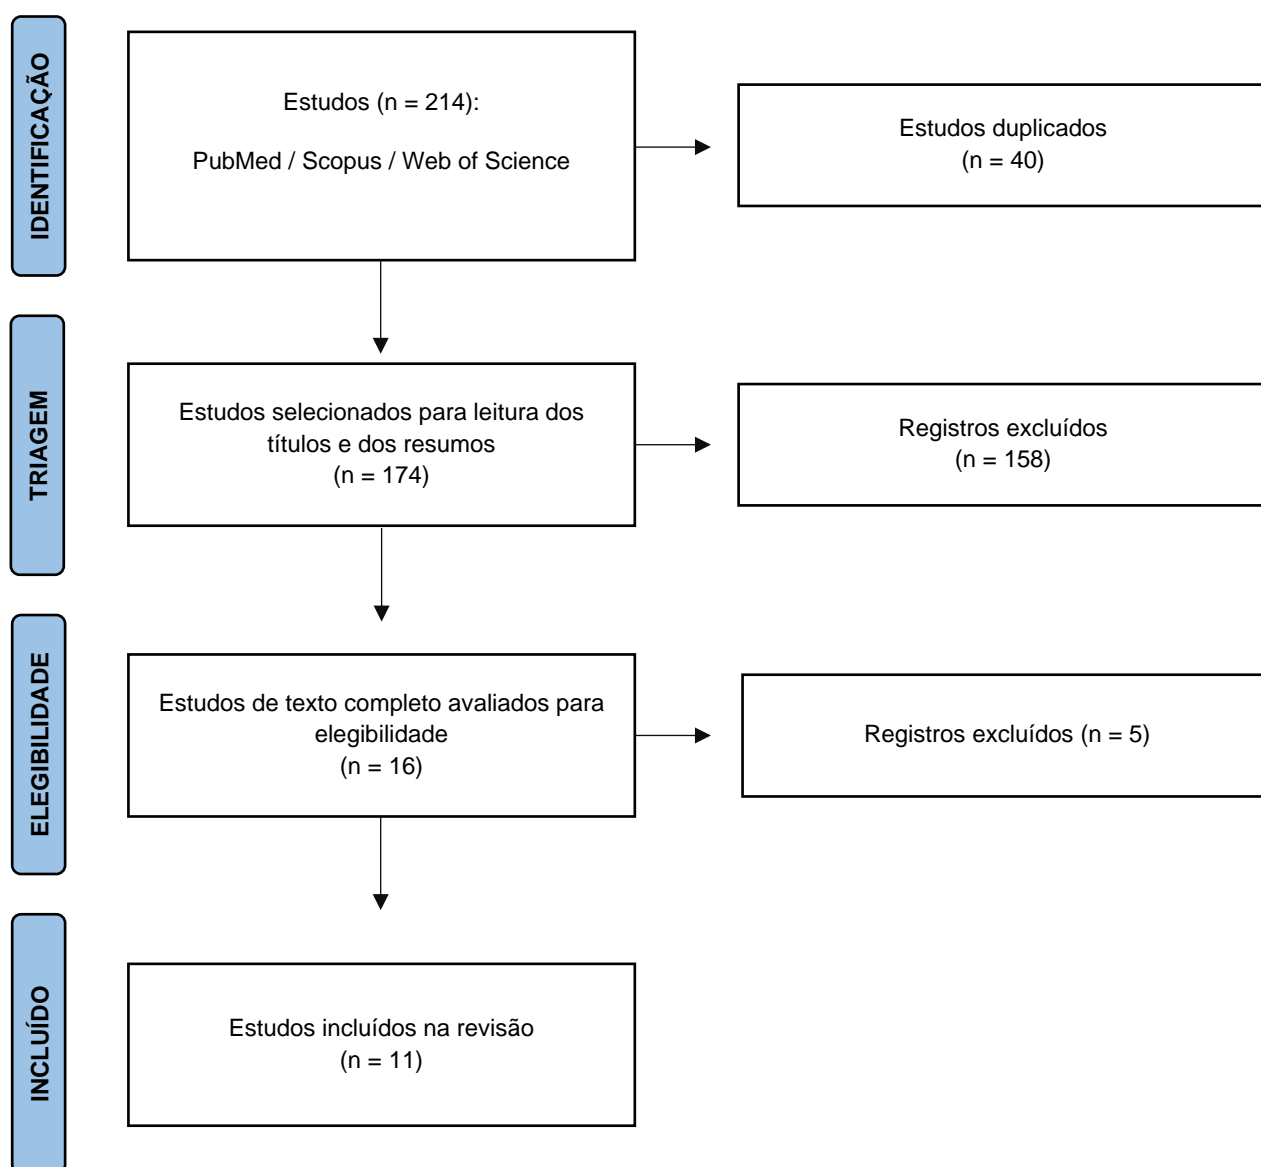 IDENTIFICAÇÃO
Estudos (n = 214):
PubMed / Scopus / Web of Science
Estudos duplicados
(n = 40)
TRIAGEM
Estudos selecionados para leitura dos
títulos e dos resumos
(n = 174)
Registros excluídos
(n = 158)
ELEGIBILIDADE
Estudos de texto completo avaliados para
elegibilidade
(n = 16)
Registros excluídos (n = 5)
INCLUÍDO
Estudos incluídos na revisão
(n = 11)